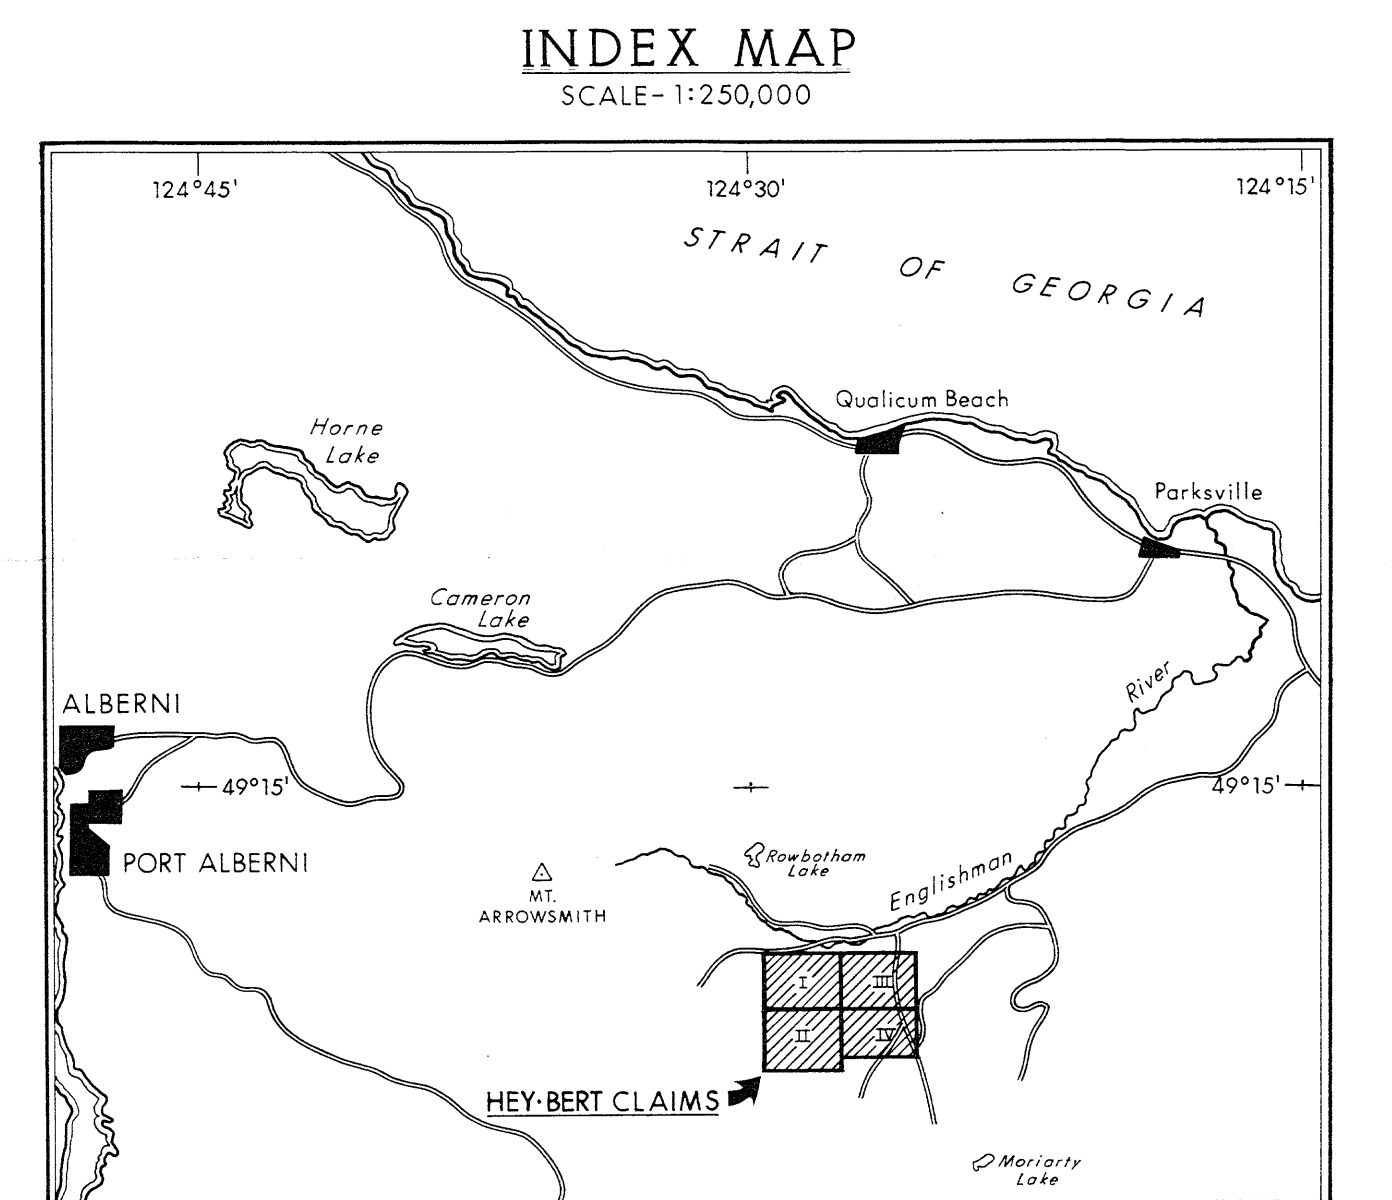 INDEX MAP
SCALE-1:250,000
124°45'
124°30'
124°15'
STRAIT OF GEORGIA
Qualicum Beach
Horne
Lake
Parksville
Cameron
Lake
River
ALBERNI
49°15'
49°15'
PORT ALBERNI
Rowbotham
Lake
Englishman
MT.
ARROWSMITH
I
III
II
IV
HEY·BERT CLAIMS
Moriarty
Lake